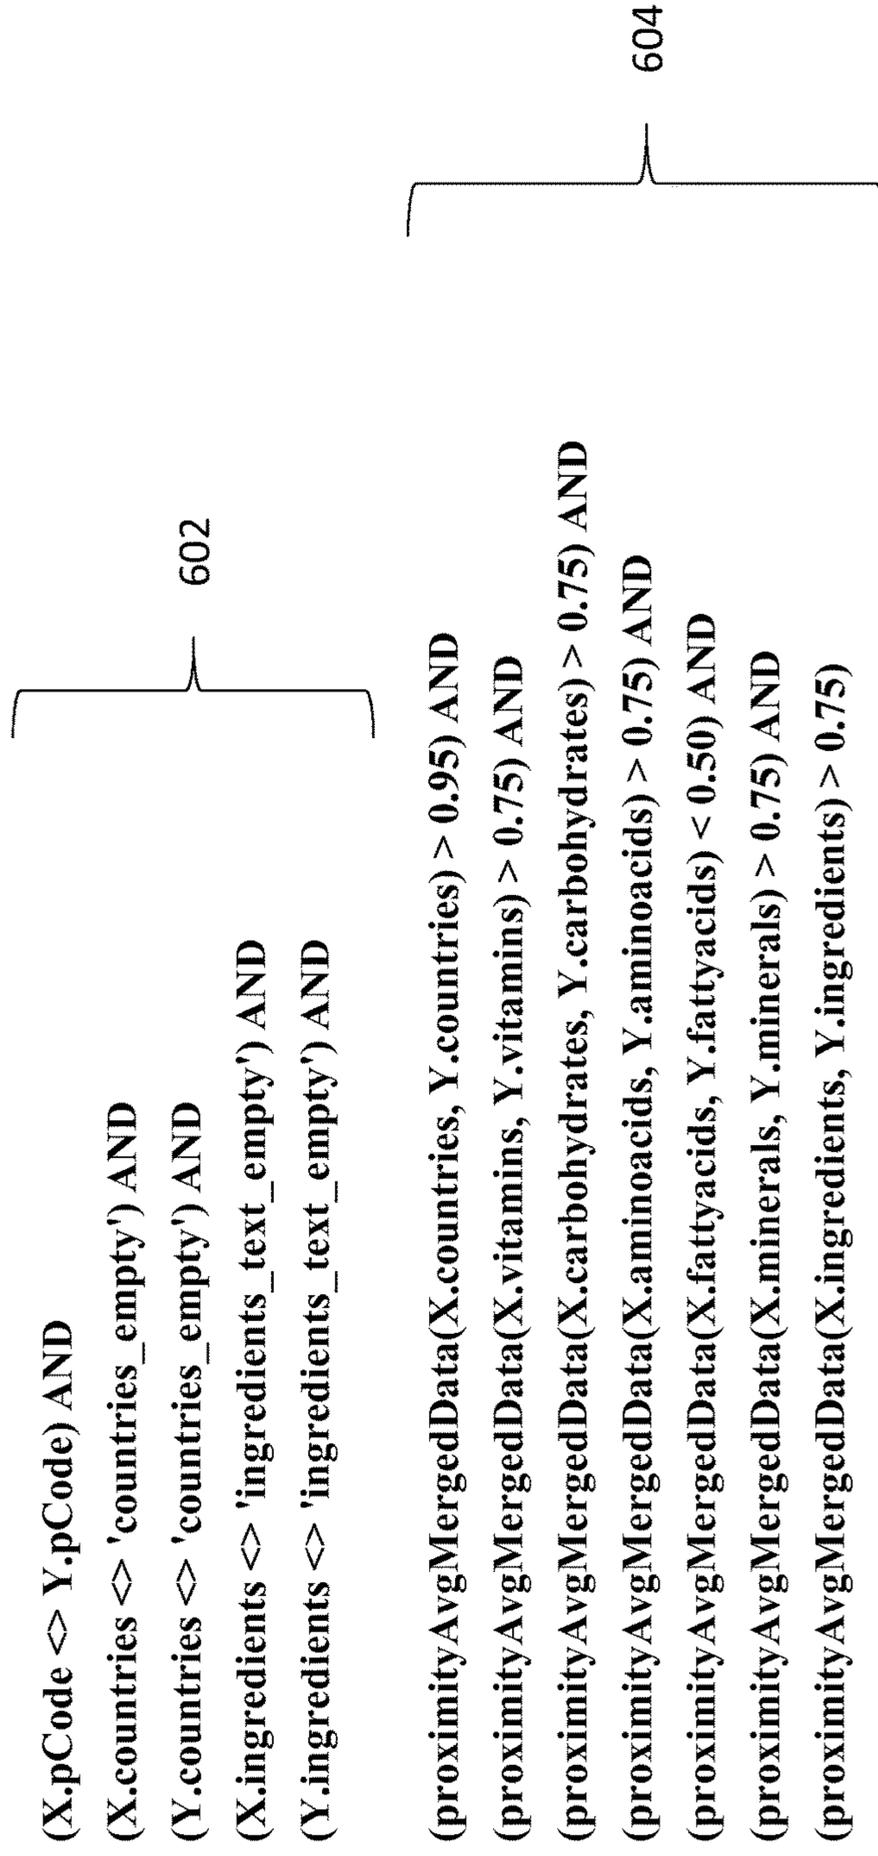 (X.pCode <> Y.pCode) AND
(X.countries <> 'countries_empty') AND
(Y.countries <> 'countries_empty') AND
(X.ingredients <> 'ingredients_text_empty') AND
(Y.ingredients <> 'ingredients_text_empty') AND
602
(proximityAvgMergedData(X.countries, Y.countries) > 0.95) AND
(proximityAvgMergedData(X.vitamins, Y.vitamins) > 0.75) AND
(proximityAvgMergedData(X.carbohydrates, Y.carbohydrates) > 0.75) AND
(proximityAvgMergedData(X.aminoacids, Y.aminoacids) > 0.75) AND
(proximityAvgMergedData(X.fattyacids, Y.fattyacids) < 0.50) AND
(proximityAvgMergedData(X.minerals, Y.minerals) > 0.75) AND
(proximityAvgMergedData(X.ingredients, Y.ingredients) > 0.75)
604